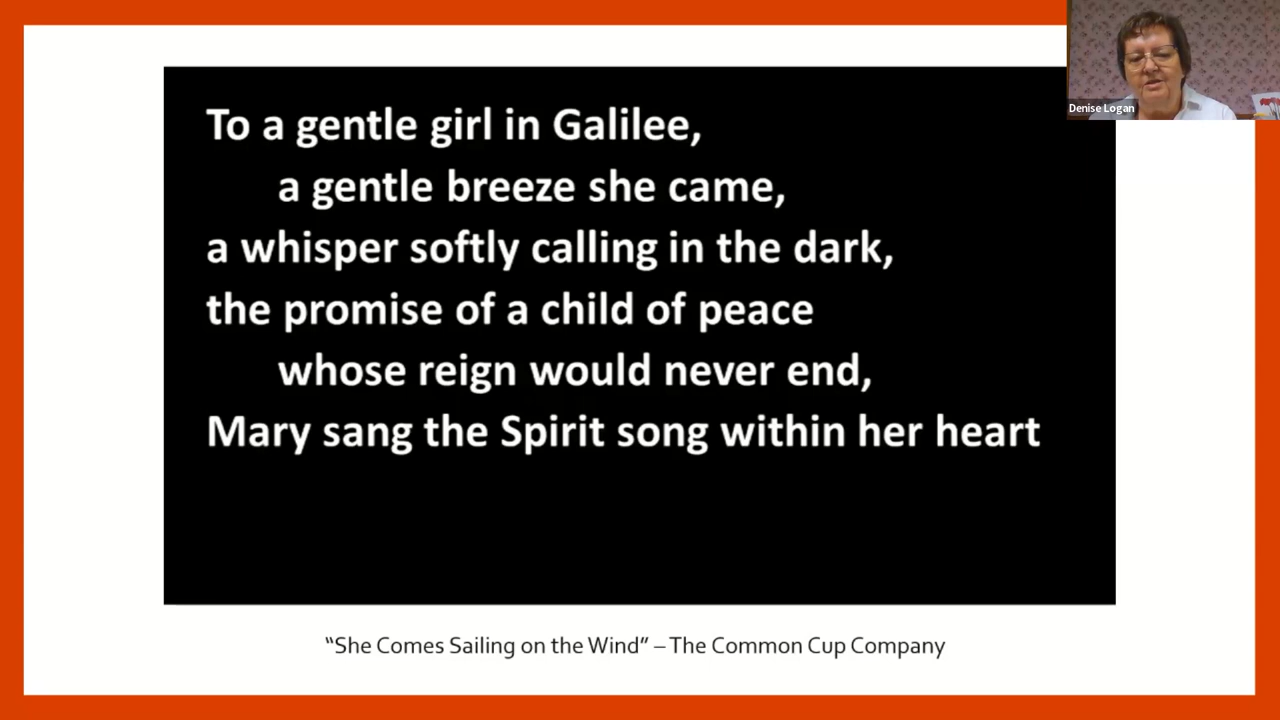 Denise Logan
To a gentle girl in Galilee,
a gentle breeze she came,
a whisper softly calling in the dark,
the promise of a child of peace
whose reign would never end,
Mary sang the Spirit song within her heart
“She Comes Sailing on the Wind” – The Common Cup Company